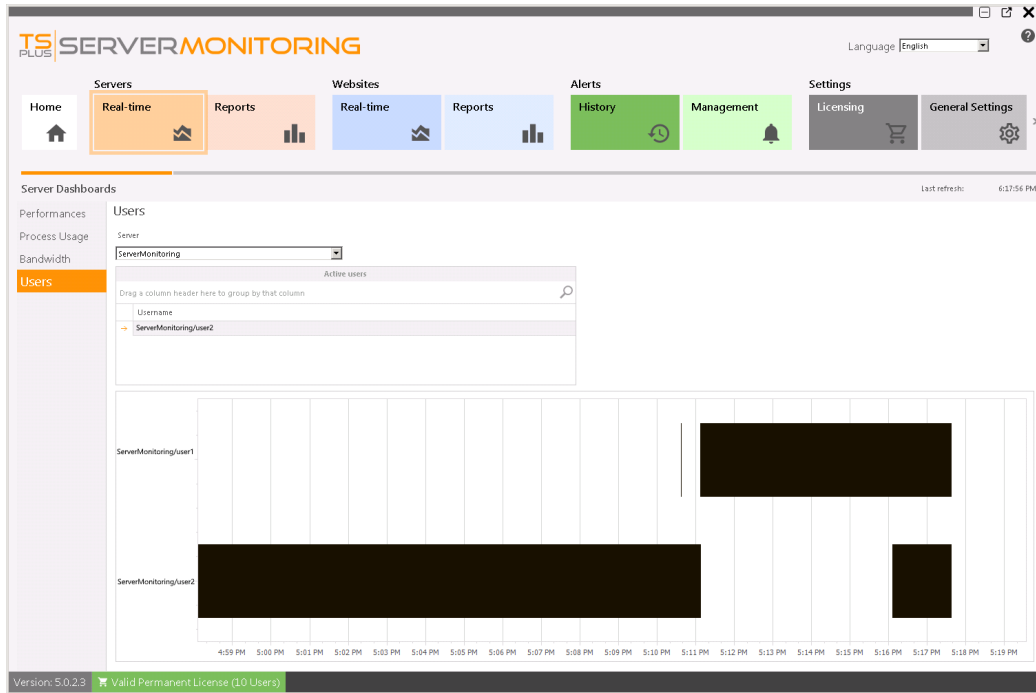 TS PLUS SERVERMONITORING
Language English
Servers Websites Alerts Settings
Home Real-time Reports Real-time Reports History Management Licensing General Settings
Server Dashboards Last refresh: 6:17:56 PM
Performances
Process Usage
Bandwidth
Users
Users
Server
ServerMonitoring
Active users
Drag a column header here to group by that column
Username
ServerMonitoring/user2
ServerMonitoring/user1
ServerMonitoring/user2
4:59 PM 5:00 PM 5:01 PM 5:02 PM 5:03 PM 5:04 PM 5:05 PM 5:06 PM 5:07 PM 5:08 PM 5:09 PM 5:10 PM 5:11 PM 5:12 PM 5:13 PM 5:14 PM 5:15 PM 5:16 PM 5:17 PM 5:18 PM 5:19 PM
Version: 5.0.2.3 Valid Permanent License (10 Users)